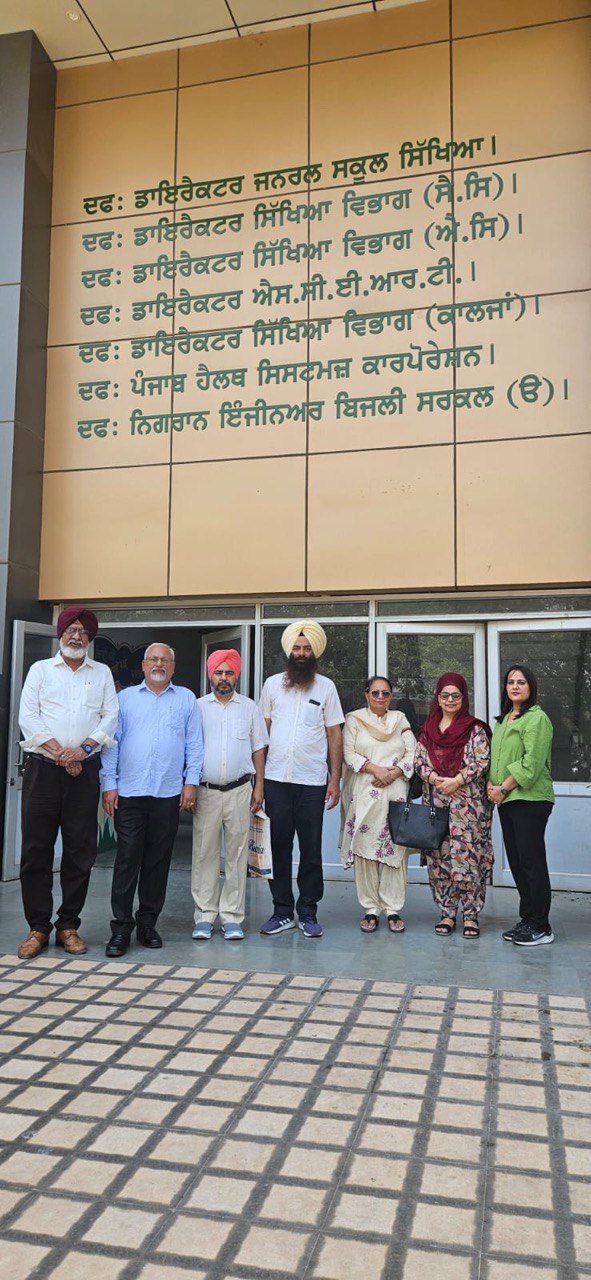 ਦਫ: ਡਾਇਰੈਕਟਰ ਜਨਰਲ ਸਕੂਲ ਸਿੱਖਿਆ।
ਦਫ: ਡਾਇਰੈਕਟਰ ਸਿੱਖਿਆ ਵਿਭਾਗ (ਸੈ.ਸਿ)।
ਦਫ: ਡਾਇਰੈਕਟਰ ਸਿੱਖਿਆ ਵਿਭਾਗ (ਐ.ਸਿ)।
ਦਫ: ਡਾਇਰੈਕਟਰ ਐਸ.ਸੀ.ਈ.ਆਰ.ਟੀ.।
ਦਫ: ਡਾਇਰੈਕਟਰ ਸਿੱਖਿਆ ਵਿਭਾਗ (ਕਾਲਜਾਂ)।
ਦਫ: ਪੰਜਾਬ ਹੈਲਥ ਸਿਸਟਮਜ਼ ਕਾਰਪੋਰੇਸ਼ਨ।
ਦਫ: ਨਿਗਰਾਨ ਇੰਜੀਨਅਰ ਬਿਜਲੀ ਸਰਕਲ (ੳ)।